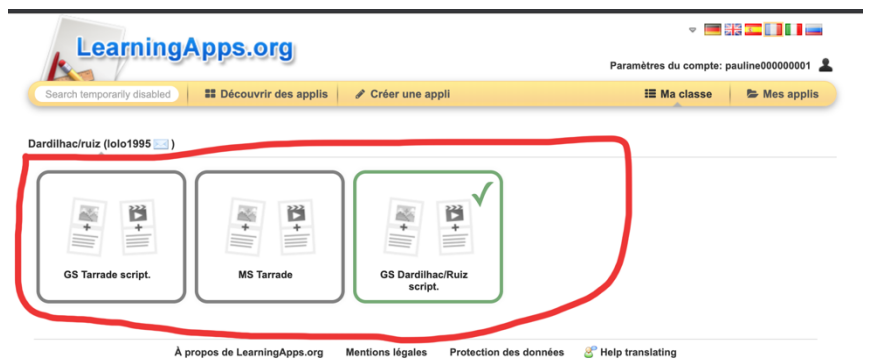 LearningApps.org
Paramètres du compte: pauline000000001
Search temporarily disabled
Découvrir des applis
Créer une appli
Ma classe
Mes applis
Dardilhac/ruiz (lolo1995 )
GS Tarrade script.
MS Tarrade
GS Dardilhac/Ruiz
script.
À propos de LearningApps.org
Mentions légales
Protection des données
Help translating